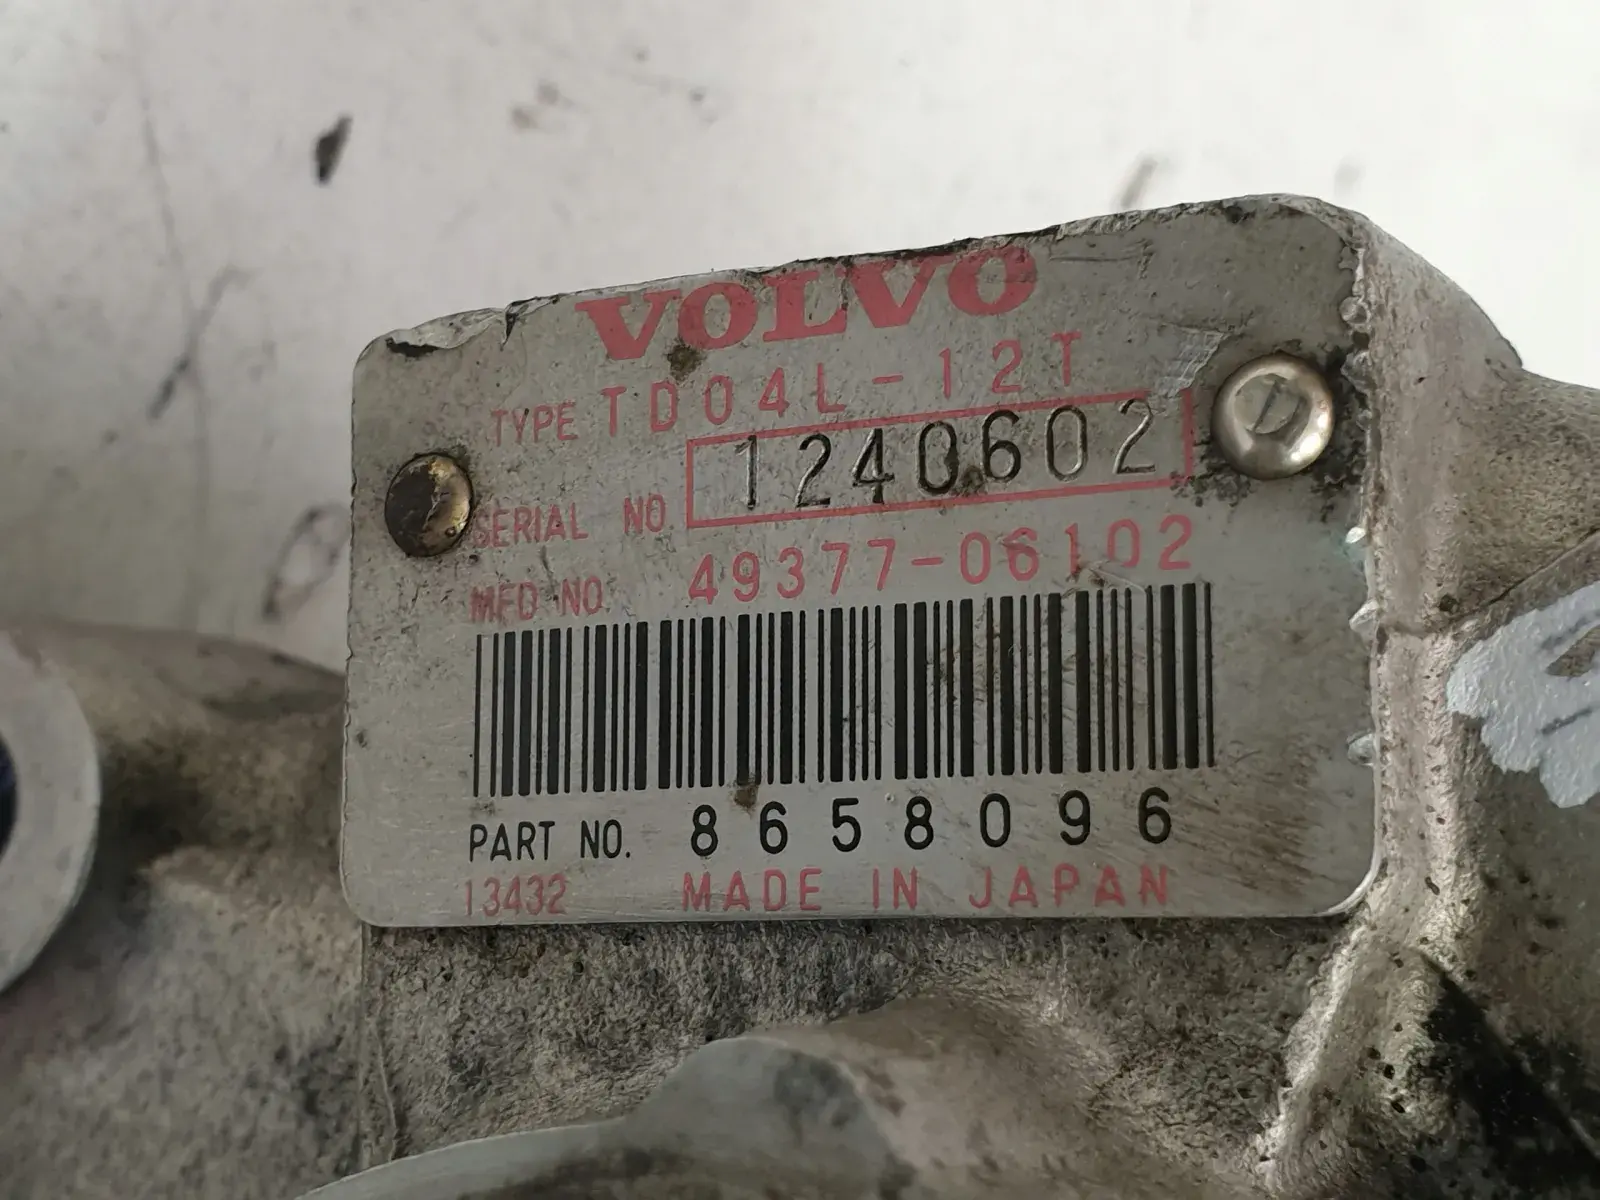 VOLVO
TYPE TD04L-12T
SERIAL NO 1240602
MFD NO 49377-06102
PART NO. 8658096
13432 MADE IN JAPAN